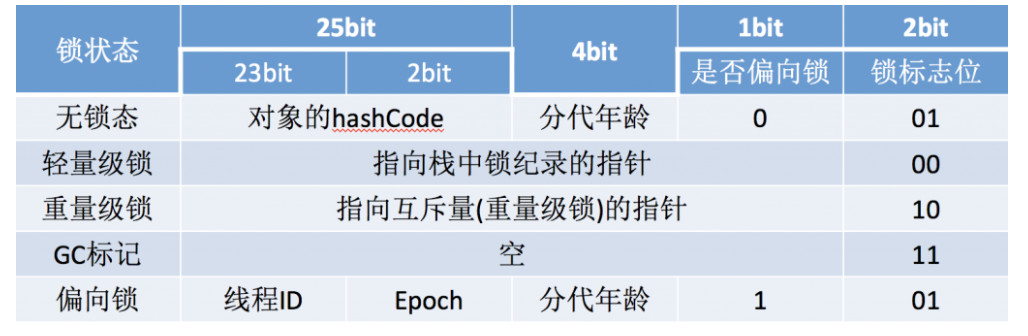 锁状态 25bit 4bit 1bit 2bit
23bit 2bit 是否偏向锁 锁标志位
无锁态 对象的hashCode 分代年龄 0 01
轻量级锁 指向栈中锁纪录的指针 00
重量级锁 指向互斥量(重量级锁)的指针 10
GC标记 空 11
偏向锁 线程ID Epoch 分代年龄 1 01